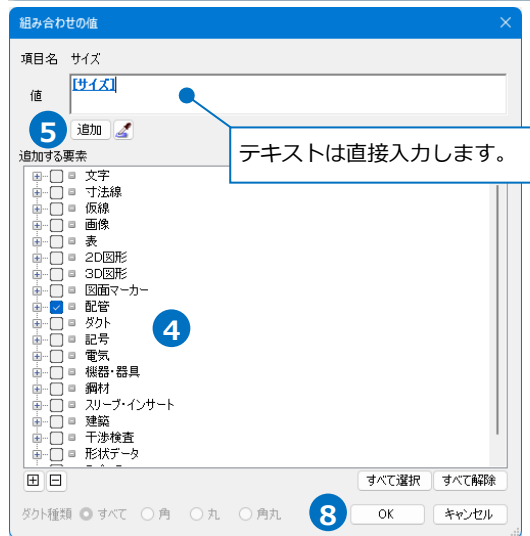 組み合わせの値
項目名 サイズ
値 [サイズ]
5 追加
テキストは直接入力します。
追加する要素
文字
寸法線
仮線
画像
表
2D図形
3D図形
図面マーカー
配管
ダクト
4
記号
電気
機器・器具
鋼材
スリーブ・インサート
建築
干渉検査
形状データ
すべて選択 すべて解除
ダクト種類 すべて 角 丸 角丸 8 OK キャンセル